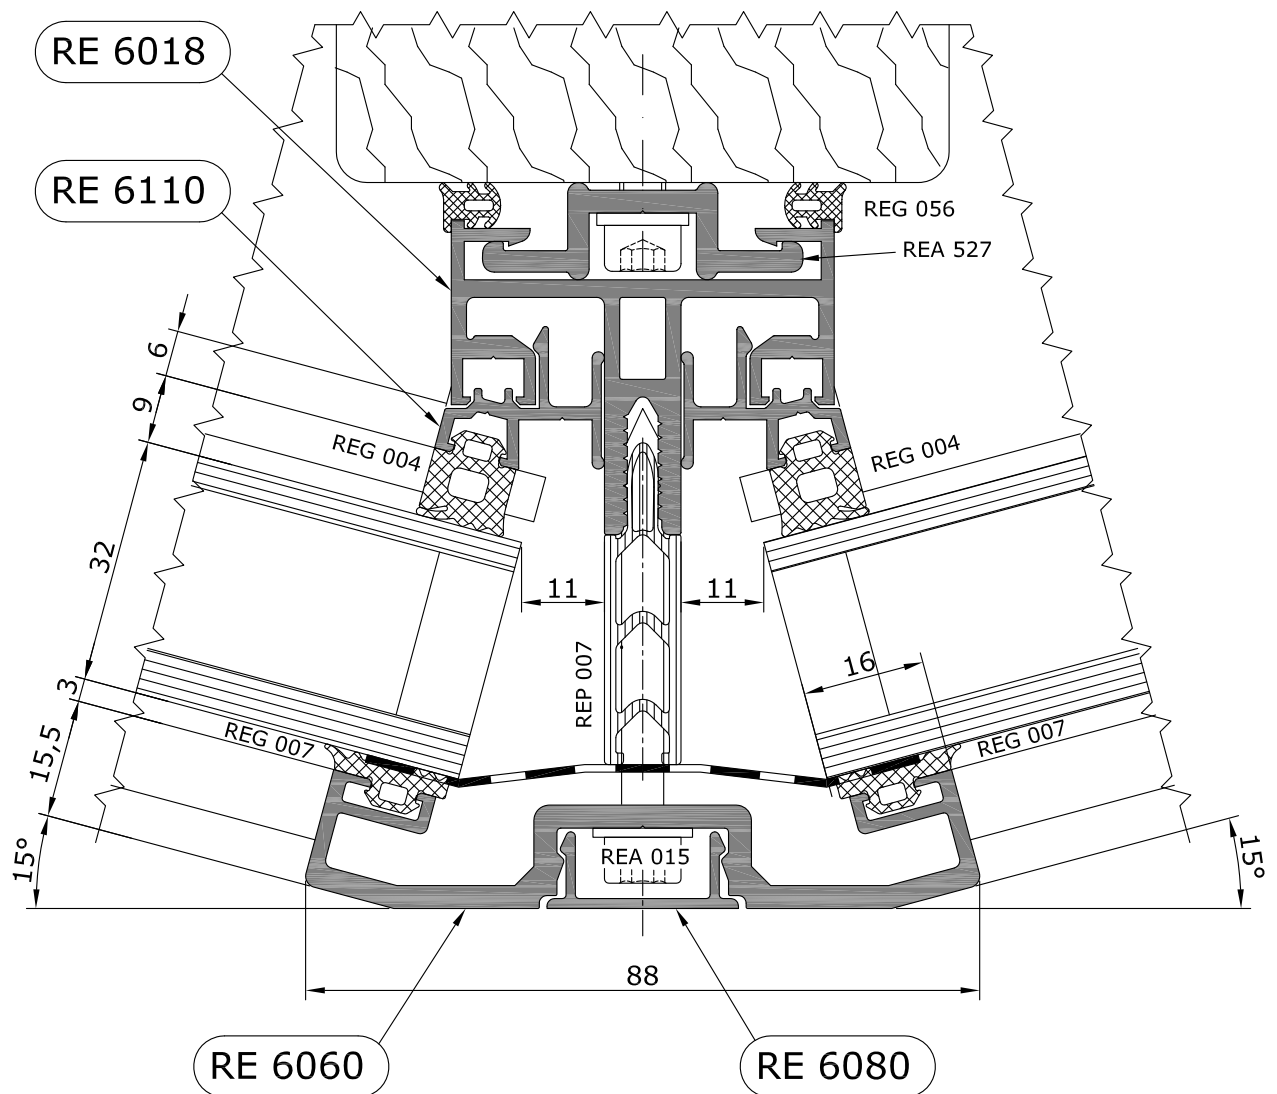 RE 6018
RE 6110
REG 056
REA 527
6
9
REG 004
REG 004
32
11
11
REP 007
16
3
REG 007
REG 007
15,5
15°
REA 015
15°
88
RE 6060
RE 6080